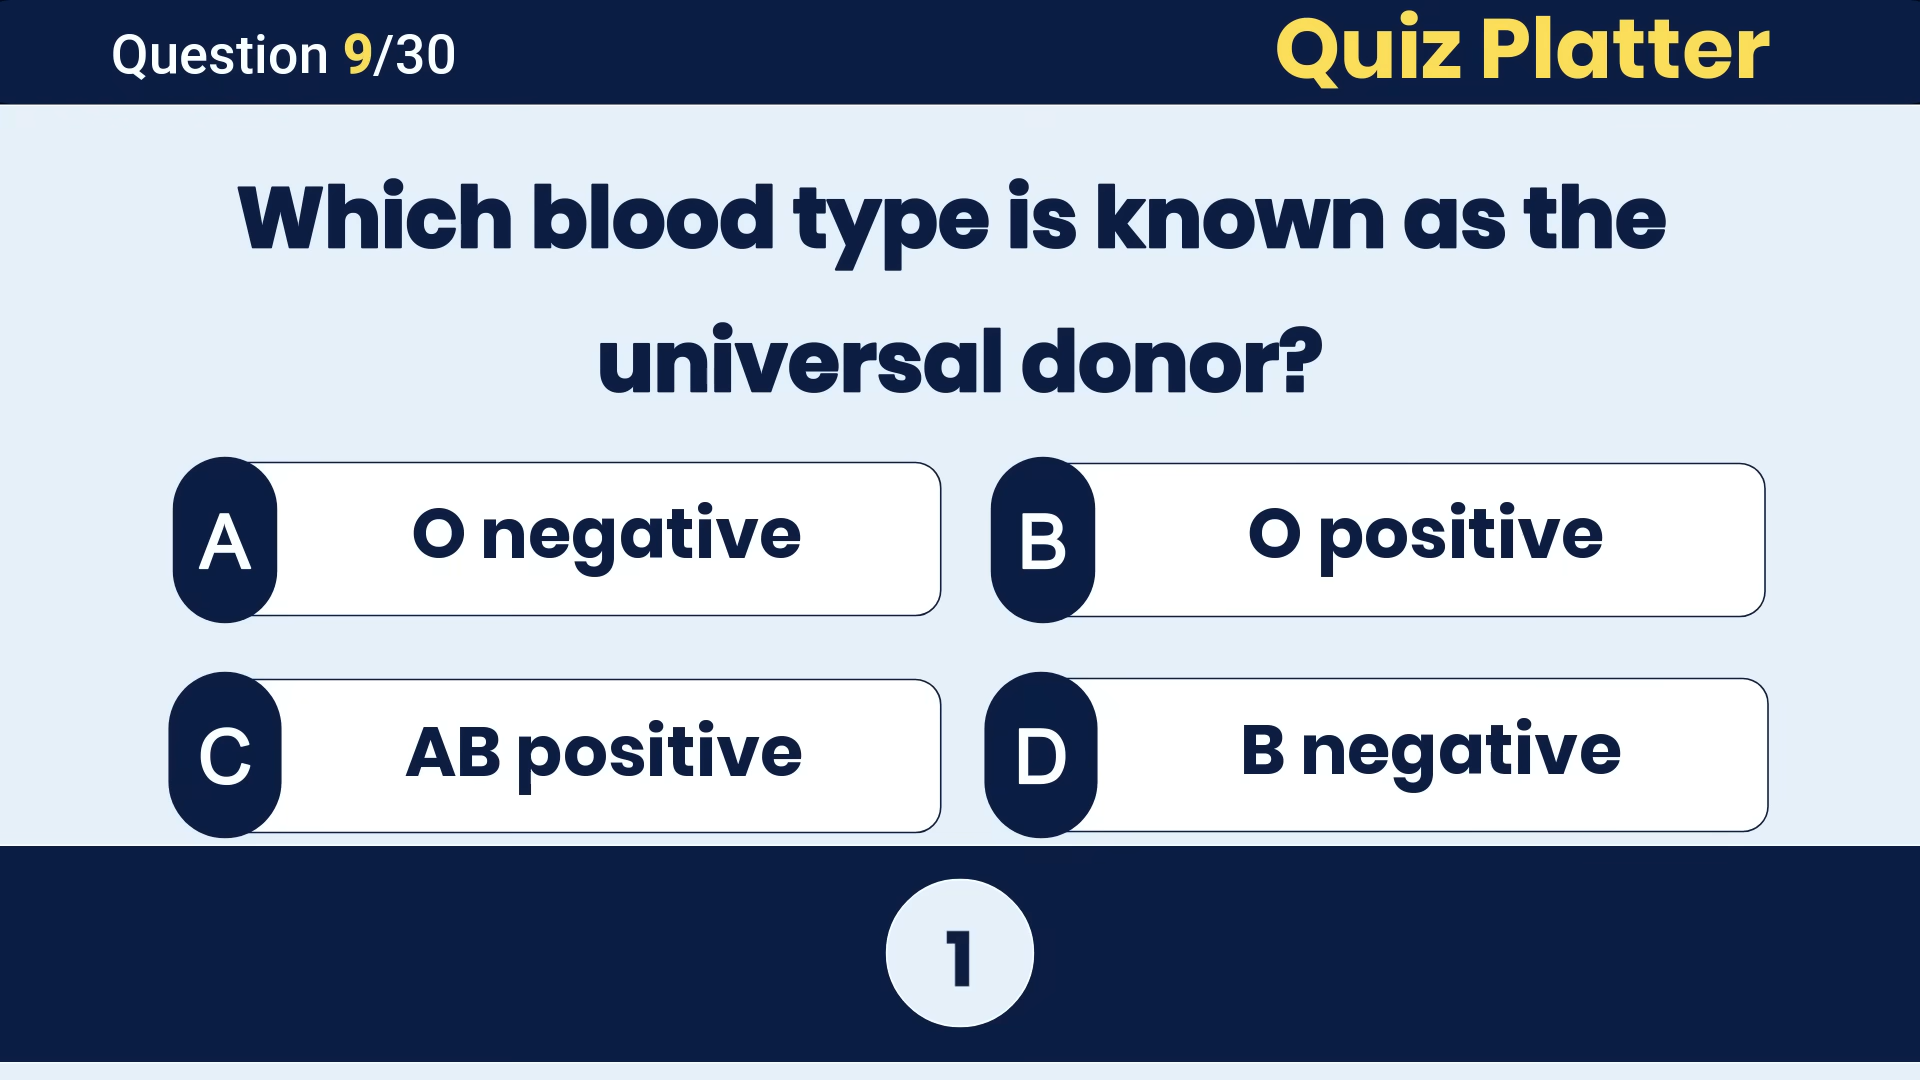 Question 9/30
Quiz Platter
Which blood type is known as the
universal donor?
A O negative
B O positive
C AB positive
D B negative
1